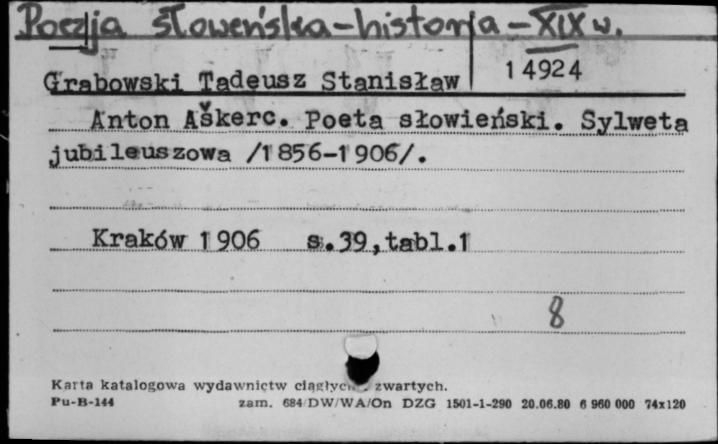 Poezja słoweńska - historja - XIX w.
Grabowski Tadeusz Stanisław
14924
Anton Aškerc. Poeta słowieński. Sylweta
jubileuszowa /1856-1906/.
Kraków 1906 s.39,tabl.1
8
Karta katalogowa wydawnictw zwartych.
Pu-B-144 zam. 684/DW/WA/On DZG 1501-1-290 20.06.80 6 960 000 74x120